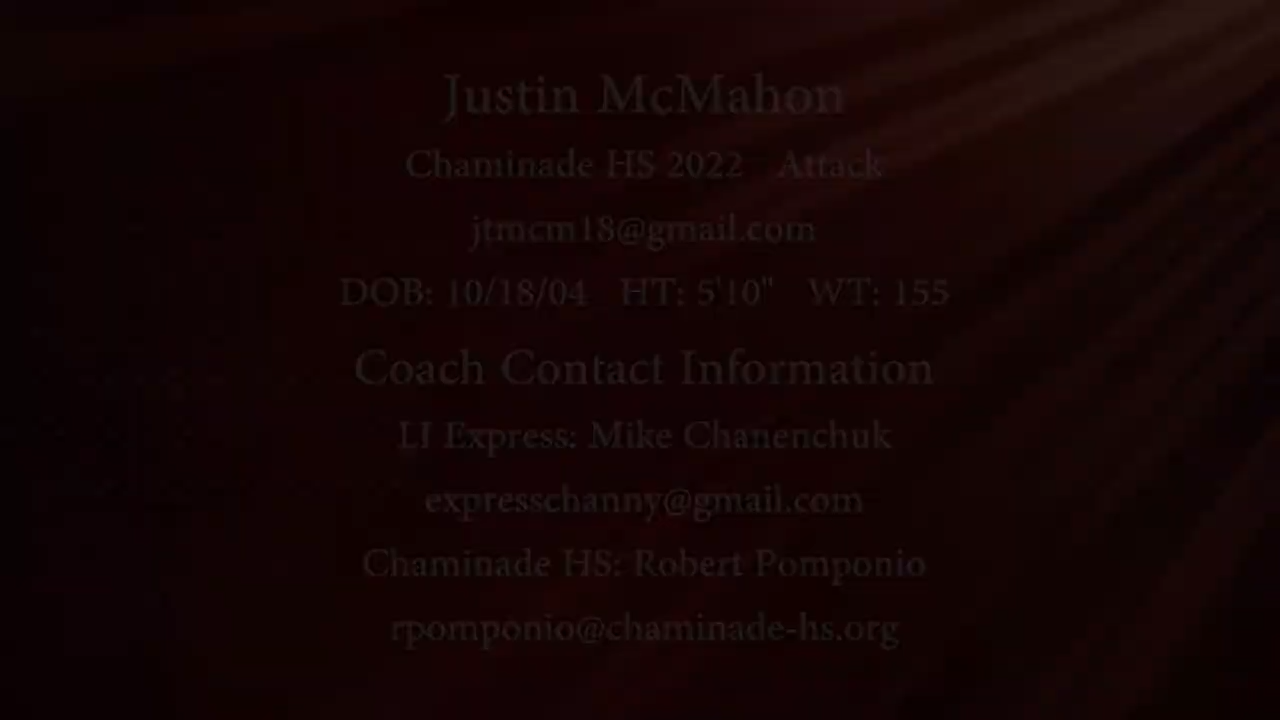 Justin McMahon
Chaminade HS 2022 Attack
jtmcm18@gmail.com
DOB: 10/18/04 HT: 5'10" WT: 155
Coach Contact Information
LI Express: Mike Chanenchuk
expresschanny@gmail.com
Chaminade HS: Robert Pomponio
rpomponio@chaminade-hs.org